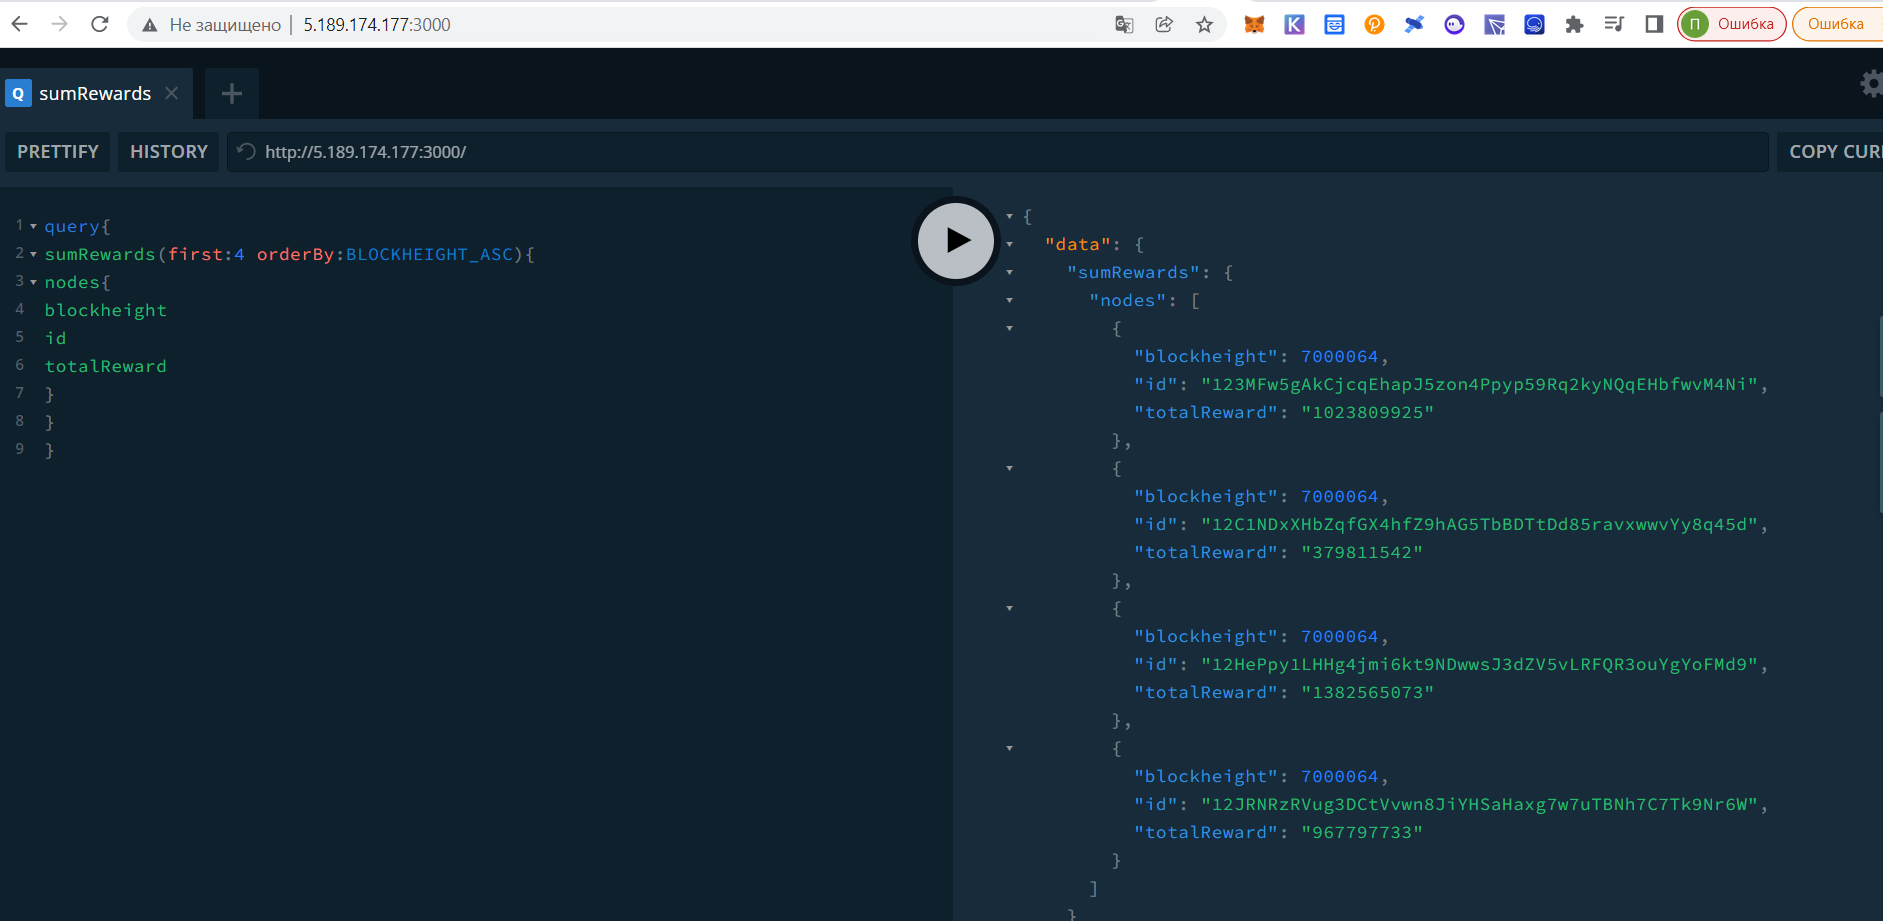 Не защищено | 5.189.174.177:3000
П Ошибка
Ошибка
Q sumRewards
PRETTIFY HISTORY http://5.189.174.177:3000/ COPY CUR
1 query{
2 sumRewards(first:4 orderBy:BLOCKHEIGHT_ASC){
3 nodes{
4 blockheight
5 id
6 totalReward
7 }
8 }
9 }
{
"data": {
"sumRewards": {
"nodes": [
{
"blockheight": 7000064,
"id": "123MFw5gAkCjcqEhapJ5zon4Ppyp59Rq2kyNQqEHbfwvM4Ni",
"totalReward": "1023809925"
},
{
"blockheight": 7000064,
"id": "12C1NDxXHbZqfGX4hfZ9hAG5TbBDTtDd85ravxwwvYy8q45d",
"totalReward": "379811542"
},
{
"blockheight": 7000064,
"id": "12HePpy1LHHg4jmi6kt9NDwwsJ3dZV5vLRFQR3ouYgYoFMd9",
"totalReward": "1382565073"
},
{
"blockheight": 7000064,
"id": "12JRNRzRVug3DCtVvwn8JiYHSaHaxg7w7uTBNh7C7Tk9Nr6W",
"totalReward": "967797733"
}
]
}